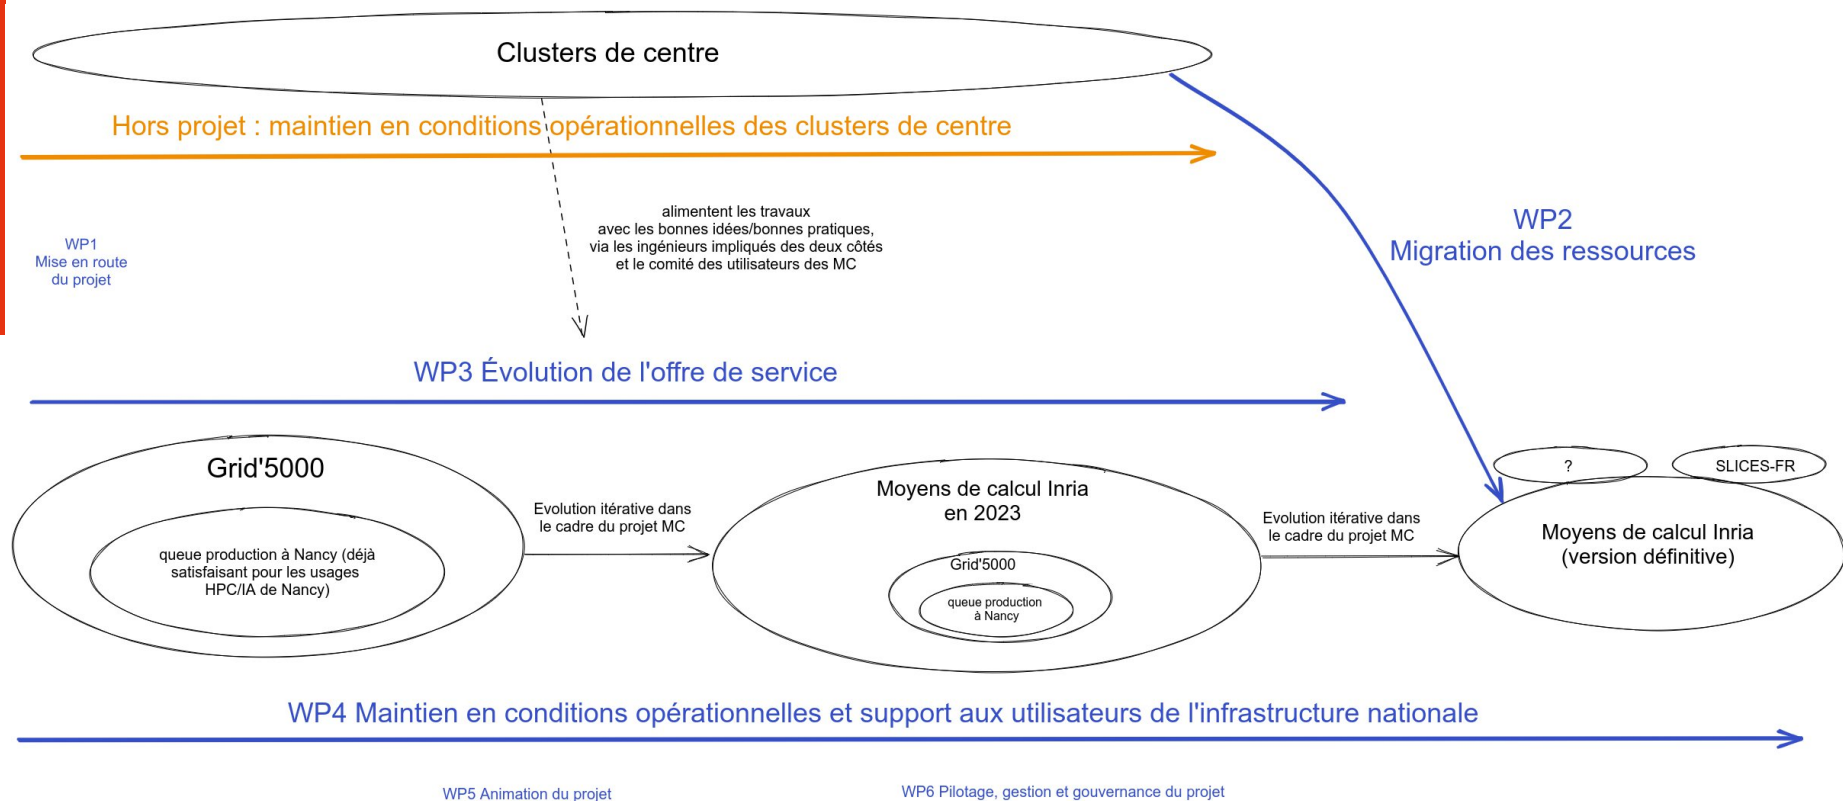 Clusters de centre
Hors projet : maintien en conditions opérationnelles des clusters de centre
alimentent les travaux
avec les bonnes idées/bonnes pratiques,
via les ingénieurs impliqués des deux côtés
et le comité des utilisateurs des MC
WP1
Mise en route
du projet
WP2
Migration des ressources
WP3 Évolution de l'offre de service
Grid'5000
queue production à Nancy (déjà
satisfaisant pour les usages
HPC/IA de Nancy)
Evolution itérative dans
le cadre du projet MC
Moyens de calcul Inria
en 2023
Grid'5000
queue production
à Nancy
Evolution itérative dans
le cadre du projet MC
?
SLICES-FR
Moyens de calcul Inria
(version définitive)
WP4 Maintien en conditions opérationnelles et support aux utilisateurs de l'infrastructure nationale
WP5 Animation du projet
WP6 Pilotage, gestion et gouvernance du projet